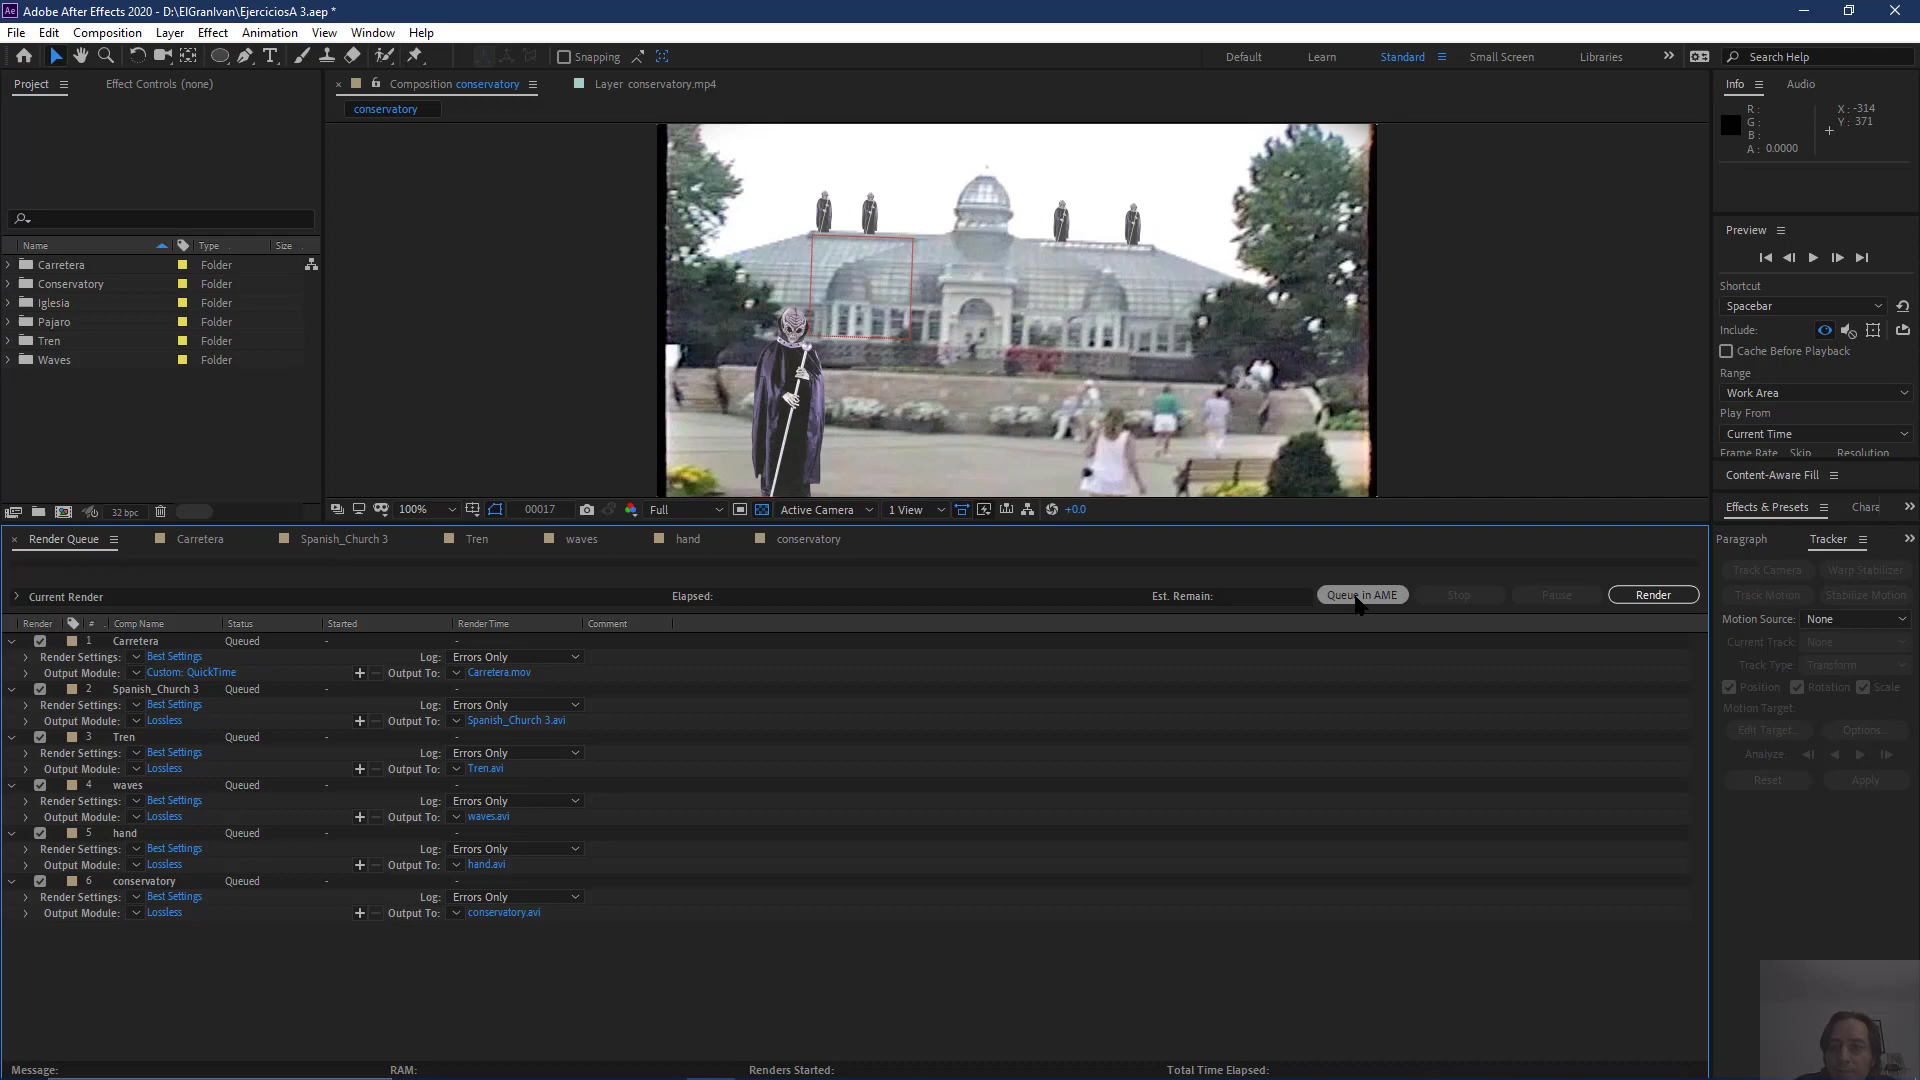 Ae Adobe After Effects 2020 - D:\ElGranIvan\EjerciciosA 3.aep *
File Edit Composition Layer Effect Animation View Window Help
Snapping Default Learn Standard Small Screen Libraries Search Help
Project Effect Controls (none)
Composition conservatory Layer conservatory.mp4
conservatory
Name Type Size
Carretera Folder
Conservatory Folder
Iglesia Folder
Pajaro Folder
Tren Folder
Waves Folder
32 bpc
100% 00017 Full Active Camera 1 View +0.0
Info Audio
R : X : -314
G : Y : 371
B :
A : 0.0000
Preview
Shortcut
Spacebar
Include:
Cache Before Playback
Range
Work Area
Play From
Current Time
Frame Rate Skip Resolution
Content-Aware Fill
Effects & Presets Chara
Paragraph Tracker
Track Camera Warp Stabilizer
Track Motion Stabilize Motion
Motion Source: None
Current Track: None
Track Type: Transform
Position Rotation Scale
Motion Target:
Edit Target... Options...
Analyze:
Reset Apply
Render Queue Carretera Spanish_Church 3 Tren waves hand conservatory
Current Render Elapsed: Est. Remain: Queue in AME Stop Pause Render
Render # Comp Name Status Started Render Time Comment
1 Carretera Queued - -
Render Settings: Best Settings Log: Errors Only
Output Module: Custom: QuickTime Output To: Carretera.mov
2 Spanish_Church 3 Queued - -
Render Settings: Best Settings Log: Errors Only
Output Module: Lossless Output To: Spanish_Church 3.avi
3 Tren Queued - -
Render Settings: Best Settings Log: Errors Only
Output Module: Lossless Output To: Tren.avi
4 waves Queued - -
Render Settings: Best Settings Log: Errors Only
Output Module: Lossless Output To: waves.avi
5 hand Queued - -
Render Settings: Best Settings Log: Errors Only
Output Module: Lossless Output To: hand.avi
6 conservatory Queued - -
Render Settings: Best Settings Log: Errors Only
Output Module: Lossless Output To: conservatory.avi
Message: RAM: Renders Started: Total Time Elapsed: